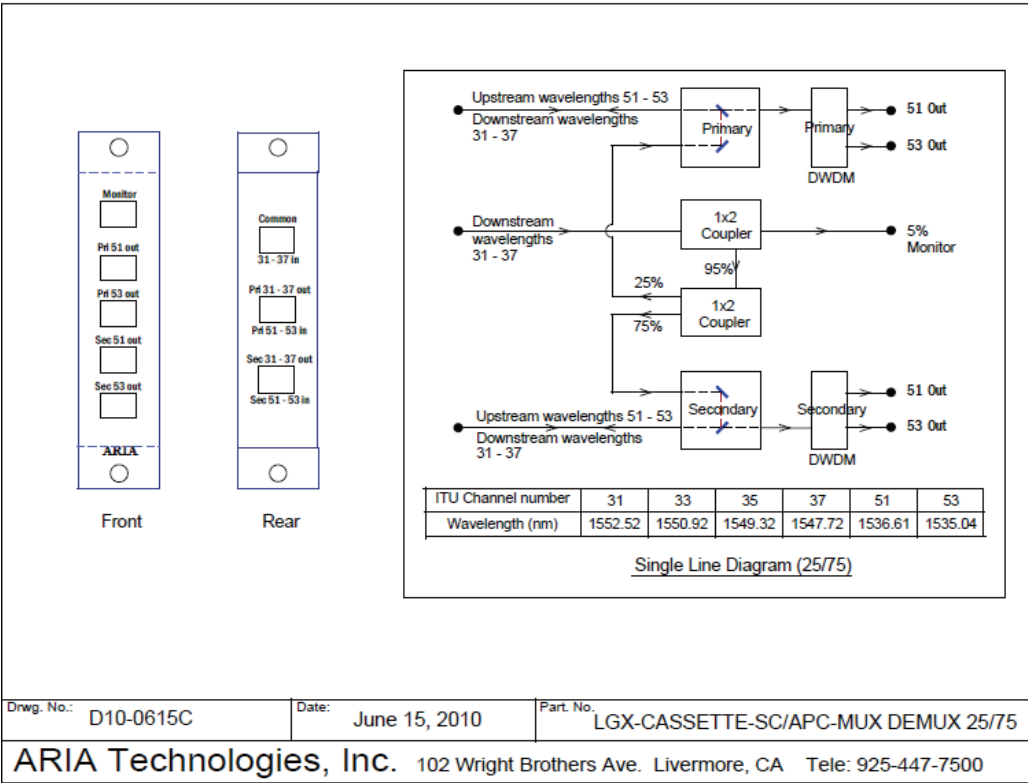 Monitor
Pri 51 out
Pri 53 out
Sec 51 out
Sec 53 out
ARIA
Front
Common
31 - 37 in
Pri 31 - 37 out
Pri 51 - 53 in
Sec 31 - 37 out
Sec 51 - 53 in
Rear
Upstream wavelengths 51 - 53
Downstream wavelengths
31 - 37
Primary
Primary
DWDM
51 Out
53 Out
Downstream
wavelengths
31 - 37
1x2
Coupler
5%
Monitor
95%
25%
75%
1x2
Coupler
Upstream wavelengths 51 - 53
Downstream wavelengths
31 - 37
Secondary
Secondary
DWDM
51 Out
53 Out
ITU Channel number 31 33 35 37 51 53
Wavelength (nm) 1552.52 1550.92 1549.32 1547.72 1536.61 1535.04
Single Line Diagram (25/75)
Drwg. No.: D10-0615C Date: June 15, 2010 Part. No. LGX-CASSETTE-SC/APC-MUX DEMUX 25/75
ARIA Technologies, Inc. 102 Wright Brothers Ave. Livermore, CA Tele: 925-447-7500